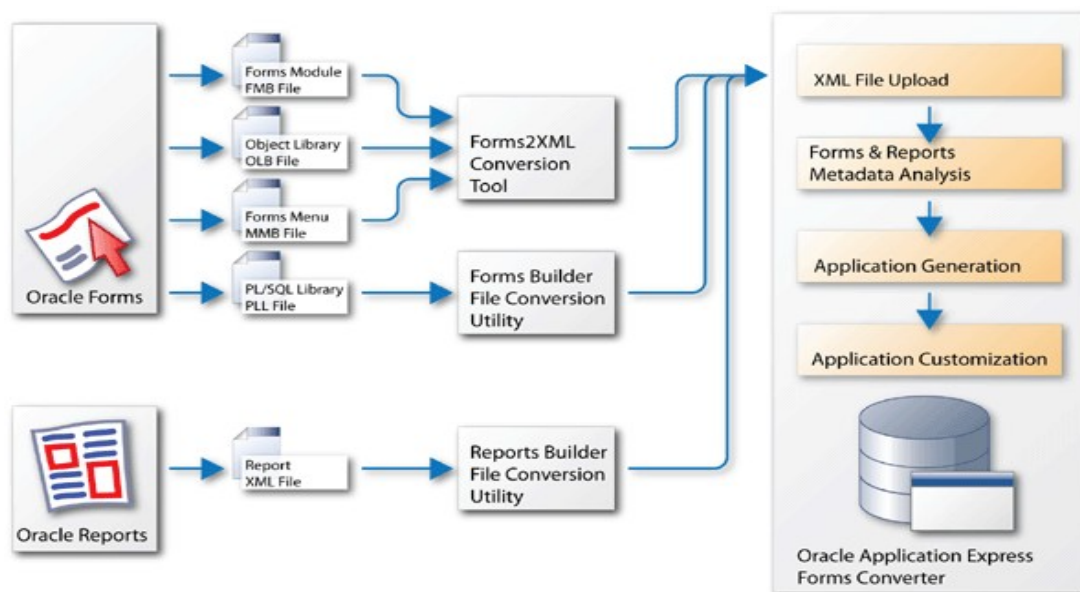 Oracle Forms
Forms Module
FMB File
Object Library
OLB File
Forms Menu
MMB File
PL/SQL Library
PLL File
Forms2XML
Conversion
Tool
Forms Builder
File Conversion
Utility
Oracle Reports
Report
XML File
Reports Builder
File Conversion
Utility
XML File Upload
Forms & Reports
Metadata Analysis
Application Generation
Application Customization
Oracle Application Express
Forms Converter